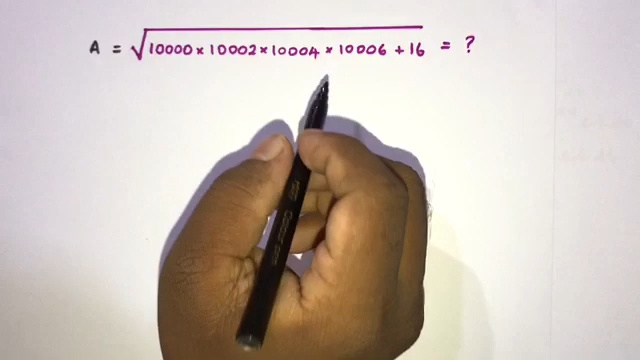 A = √10000 × 10002 × 10004 × 10006 + 16 = ?